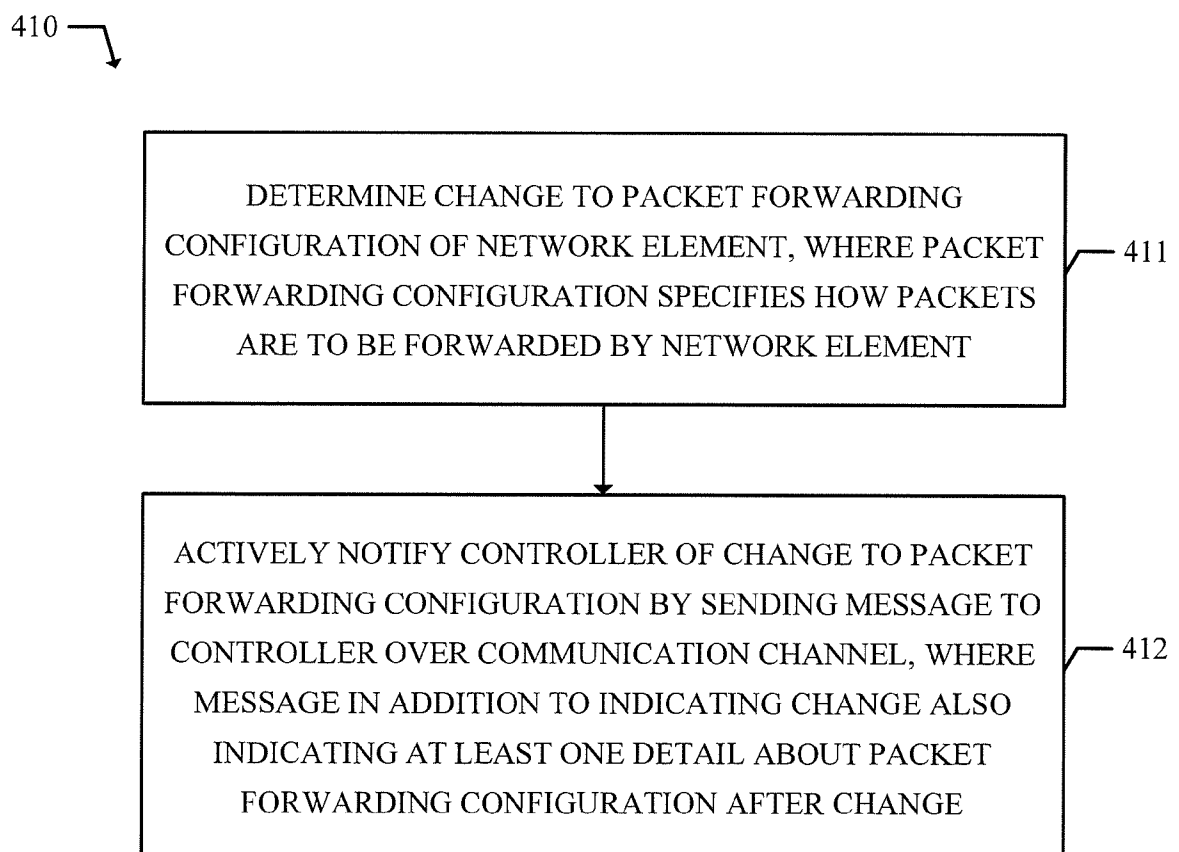 410
DETERMINE CHANGE TO PACKET FORWARDING
CONFIGURATION OF NETWORK ELEMENT, WHERE PACKET
FORWARDING CONFIGURATION SPECIFIES HOW PACKETS
ARE TO BE FORWARDED BY NETWORK ELEMENT
411
ACTIVELY NOTIFY CONTROLLER OF CHANGE TO PACKET
FORWARDING CONFIGURATION BY SENDING MESSAGE TO
CONTROLLER OVER COMMUNICATION CHANNEL, WHERE
MESSAGE IN ADDITION TO INDICATING CHANGE ALSO
INDICATING AT LEAST ONE DETAIL ABOUT PACKET
FORWARDING CONFIGURATION AFTER CHANGE
412